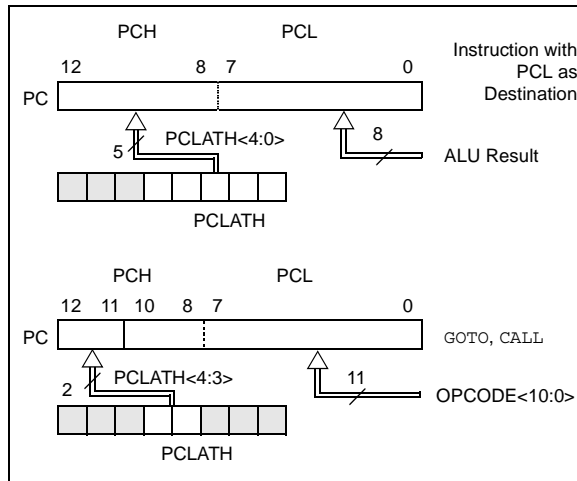 PCH PCL
12 8 7 0
Instruction with
PCL as
Destination
PC
PCLATH<4:0>
5
8
ALU Result
PCLATH
PCH PCL
12 11 10 8 7 0
PC
GOTO, CALL
PCLATH<4:3>
2
11
OPCODE<10:0>
PCLATH